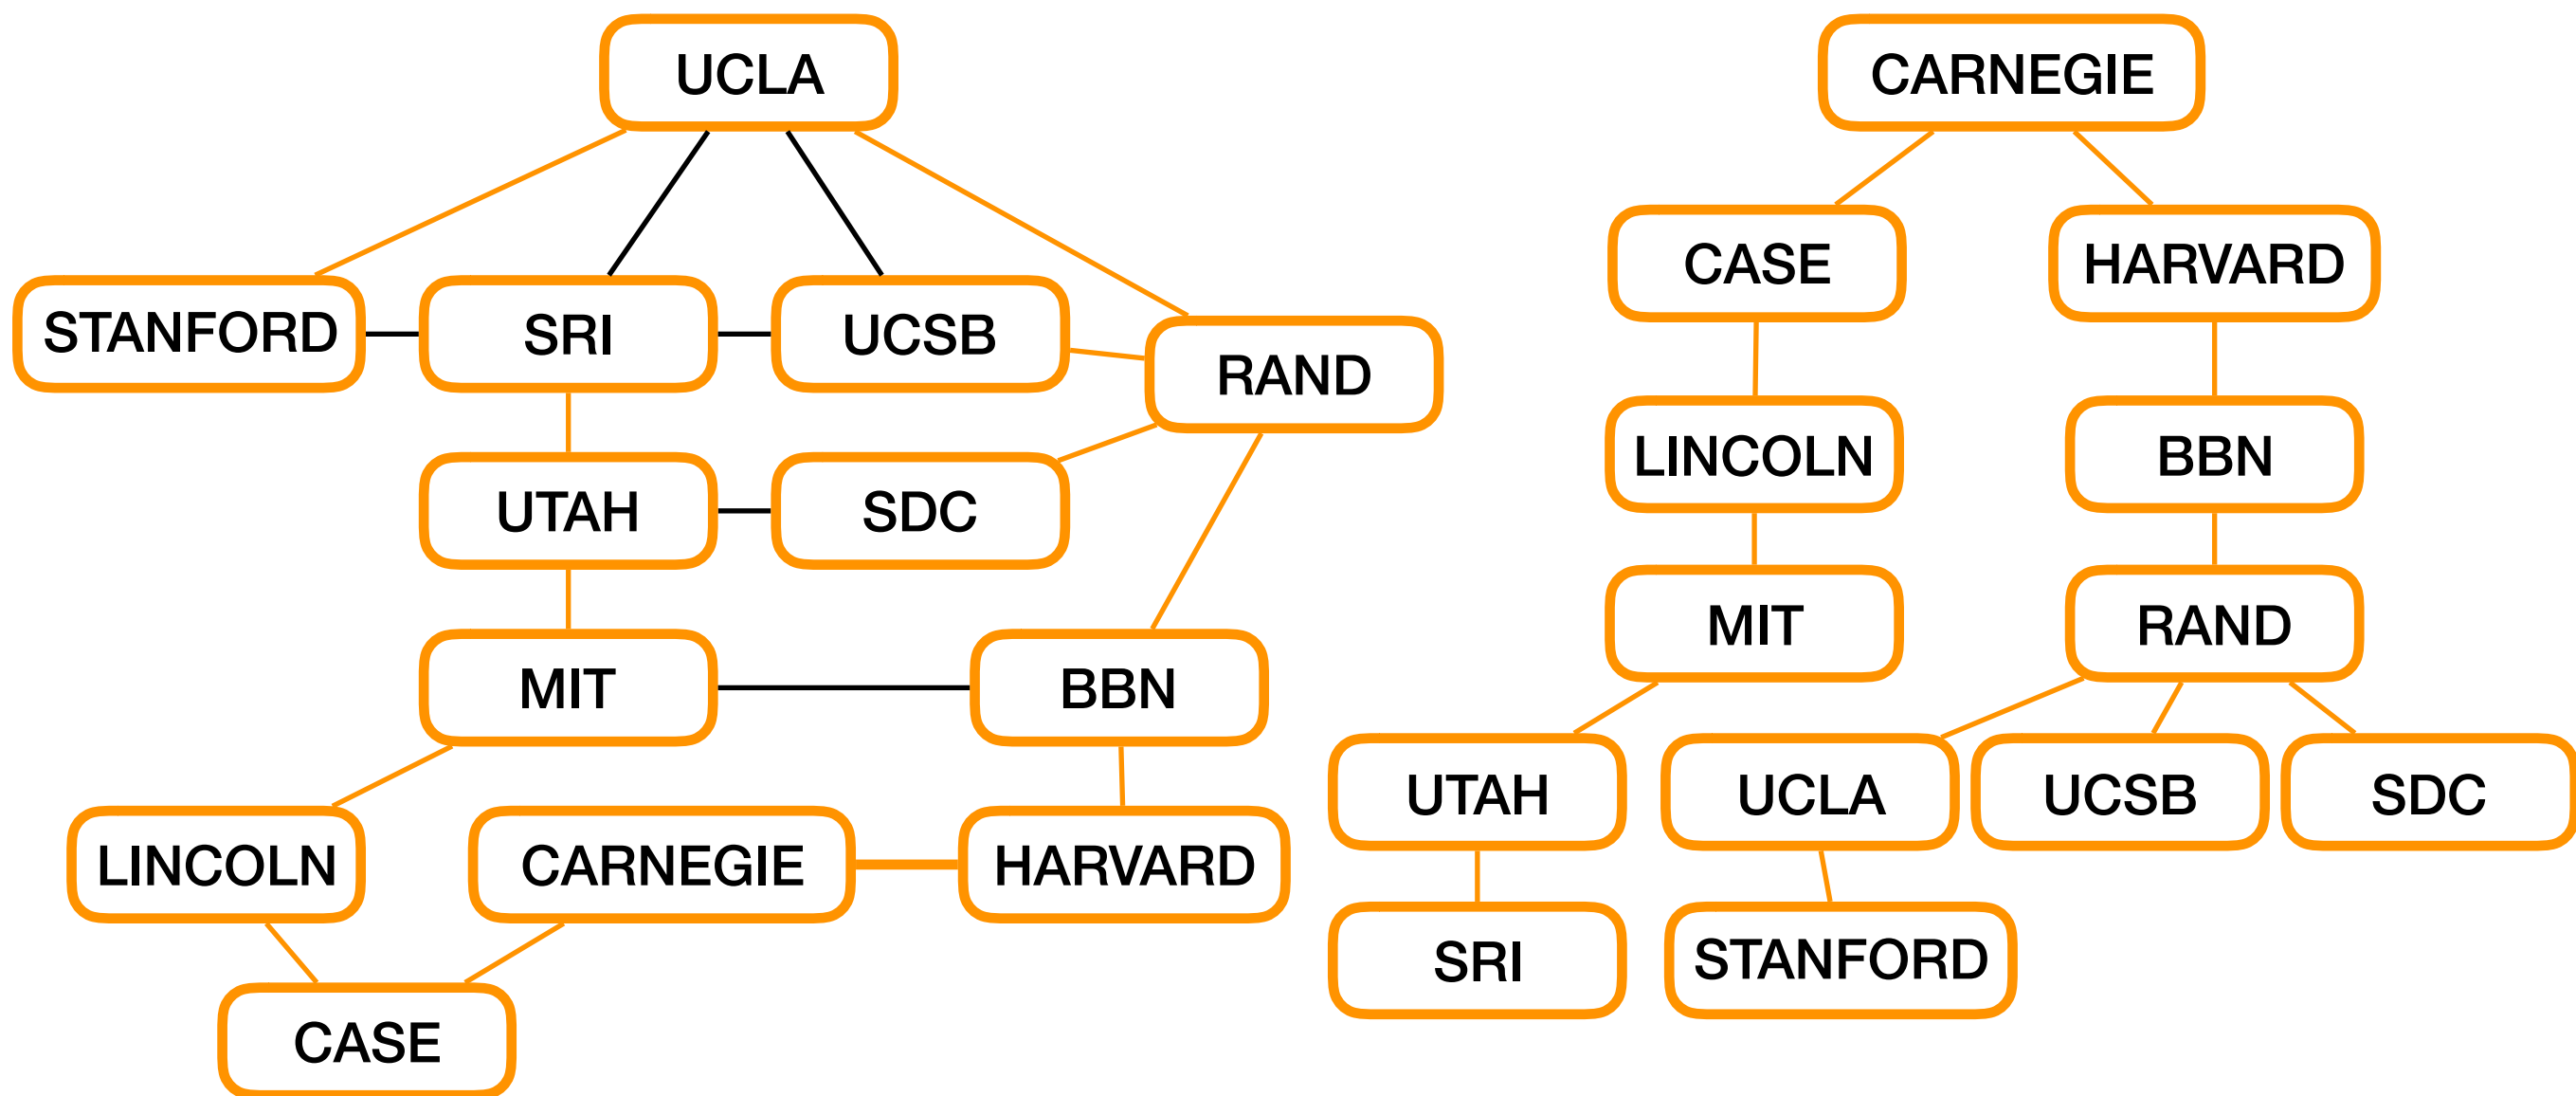 UCLA
STANFORD
SRI
UCSB
RAND
UTAH
SDC
MIT
BBN
LINCOLN
CARNEGIE
HARVARD
CASE
CARNEGIE
CASE
HARVARD
LINCOLN
BBN
MIT
RAND
UTAH
UCLA
UCSB
SDC
SRI
STANFORD